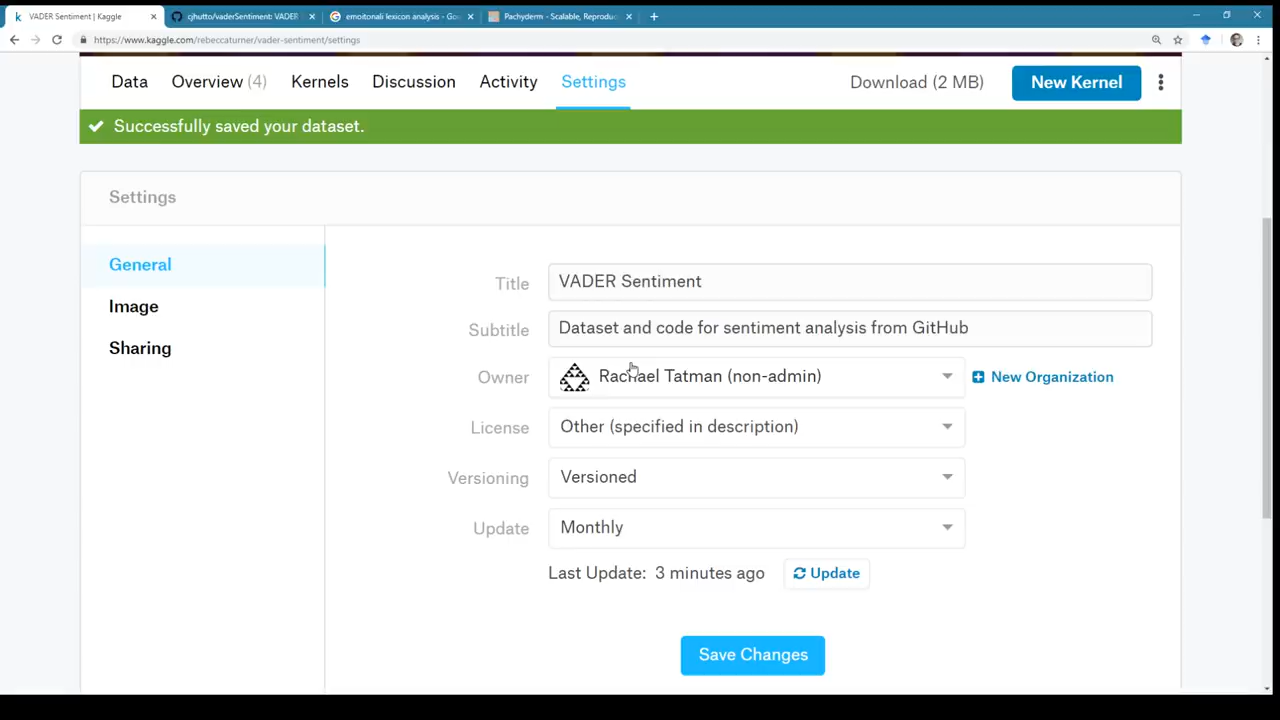 VADER Sentiment | Kaggle
cjhutto/vaderSentiment: VADER
emoitonali lexicon analysis - Goo
Pachyderm - Scalable, Reproduc
https://www.kaggle.com/rebeccaturner/vader-sentiment/settings
Data Overview (4) Kernels Discussion Activity Settings Download (2 MB) New Kernel
Successfully saved your dataset.
Settings
General
Image
Sharing
Title VADER Sentiment
Subtitle Dataset and code for sentiment analysis from GitHub
Owner Rachael Tatman (non-admin) New Organization
License Other (specified in description)
Versioning Versioned
Update Monthly
Last Update: 3 minutes ago Update
Save Changes